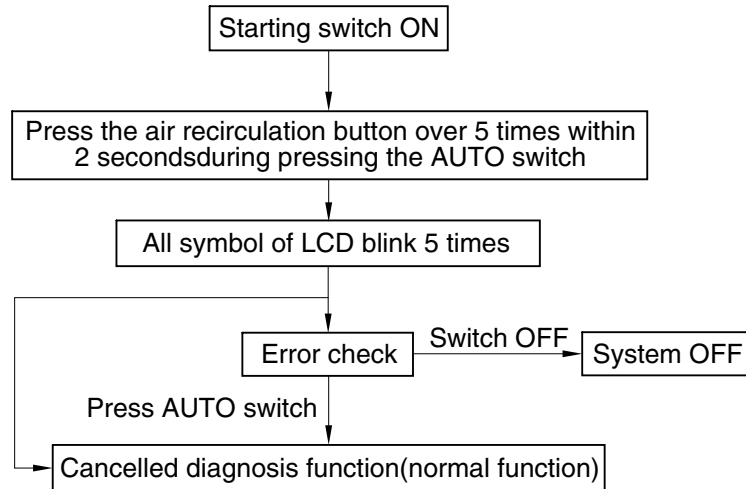 Starting switch ON
Press the air recirculation button over 5 times within
2 secondsduring pressing the AUTO switch
All symbol of LCD blink 5 times
Error check
Switch OFF
System OFF
Press AUTO switch
Cancelled diagnosis function(normal function)